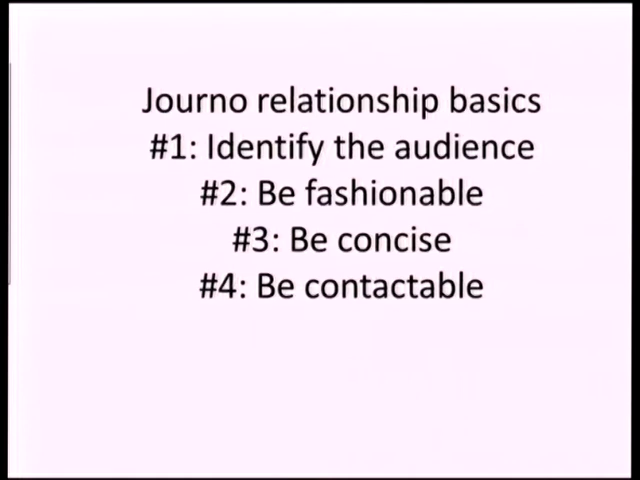 Journo relationship basics
#1: Identify the audience
#2: Be fashionable
#3: Be concise
#4: Be contactable